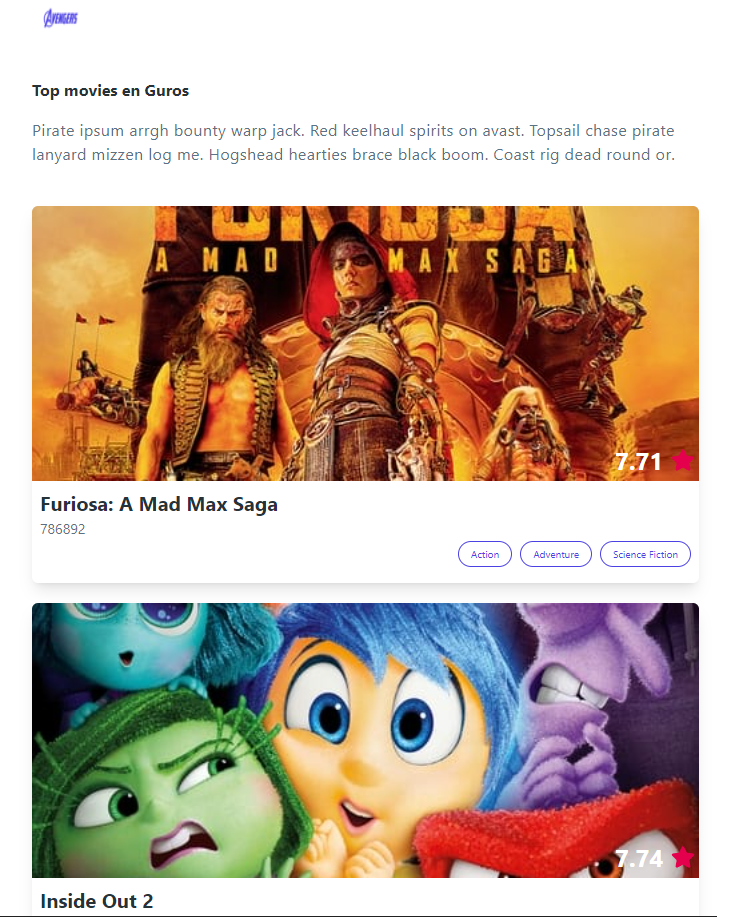 AVENGERS
Top movies en Guros
Pirate ipsum arrgh bounty warp jack. Red keelhaul spirits on avast. Topsail chase pirate
lanyard mizzen log me. Hogshead hearties brace black boom. Coast rig dead round or.
FURIOSA
A MAD MAX SAGA
7.71
Furiosa: A Mad Max Saga
786892
Action Adventure Science Fiction
7.74
Inside Out 2